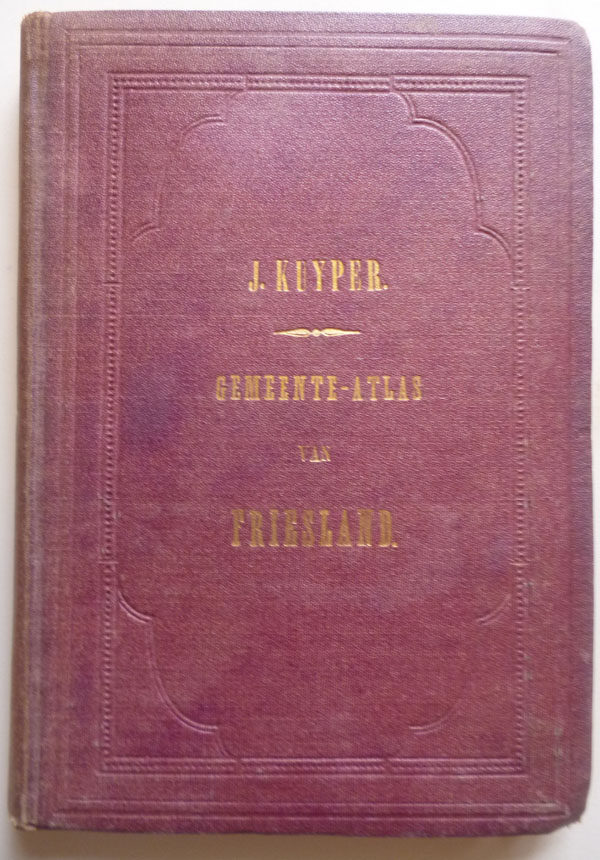 J. KUYPER.
GEMEENTE-ATLAS
VAN
FRIESLAND.